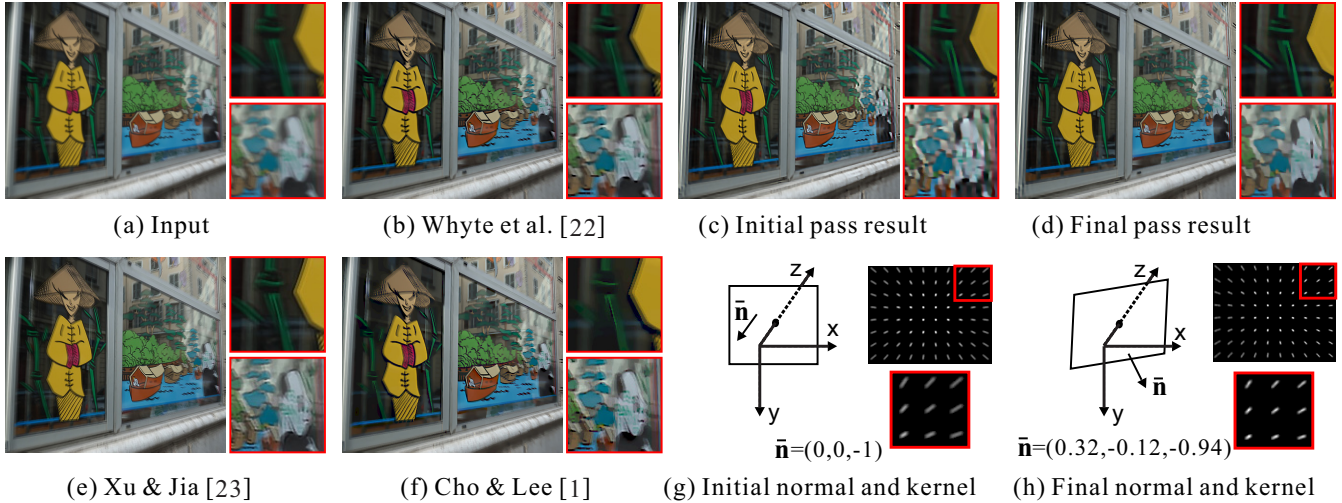 (a) Input
(b) Whyte et al. [22]
(c) Initial pass result
(d) Final pass result
z
n̄
x
y
n̄=(0,0,-1)
z
x
n̄
y
n̄=(0.32,-0.12,-0.94)
(e) Xu & Jia [23]
(f) Cho & Lee [1]
(g) Initial normal and kernel
(h) Final normal and kernel